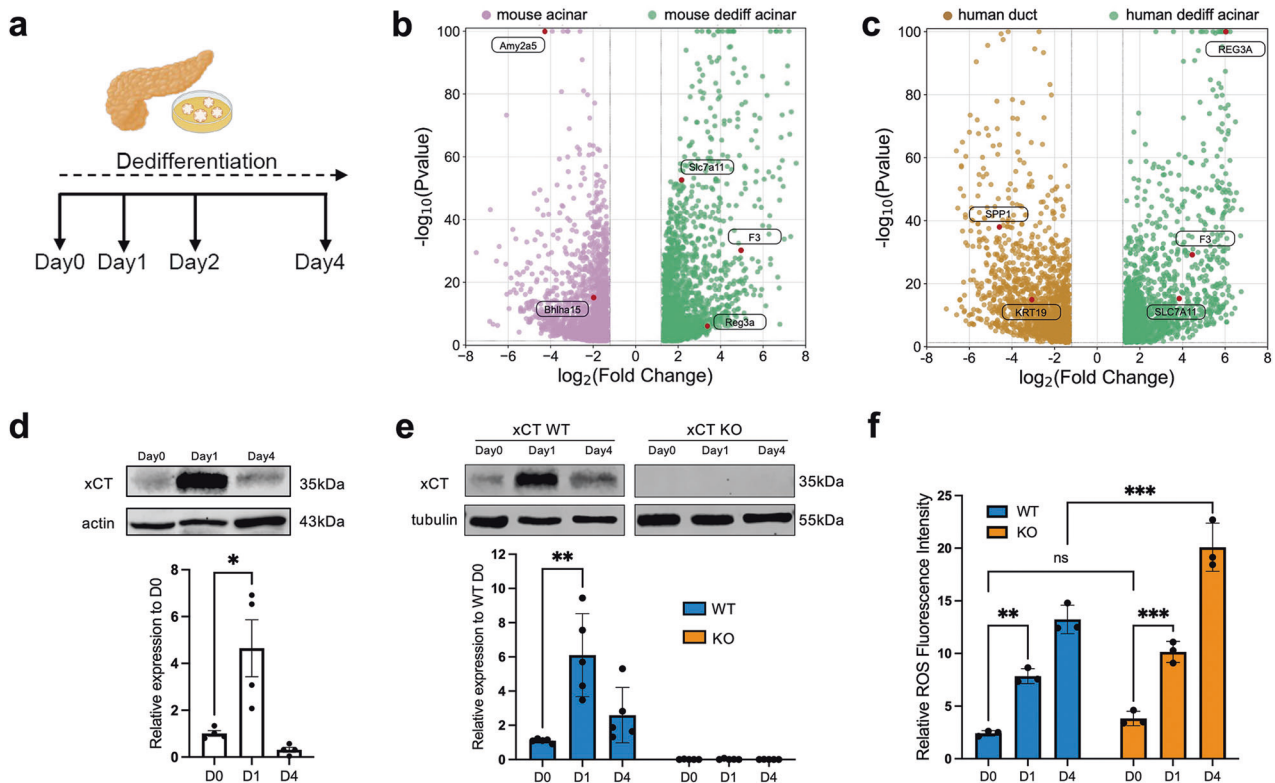 a
Dedifferentiation
Day0 Day1 Day2 Day4
b
mouse acinar mouse dediff acinar
-log10(Pvalue)
100
80
60
40
20
0
Amy2a5
Slc7a11
F3
Bhlha15
Reg3a
−8 −6 −4 −2 0 2 4 6 8
log2(Fold Change)
c
human duct human dediff acinar
-log10(Pvalue)
100
80
60
40
20
0
REG3A
SPP1
F3
KRT19
SLC7A11
−8 −6 −4 −2 0 2 4 6 8
log2(Fold Change)
d
Day0 Day1 Day4
xCT 35kDa
actin 43kDa
Relative expression to D0
8
6
4
2
0
*
D0 D1 D4
e
xCT WT xCT KO
Day0 Day1 Day4 Day0 Day1 Day4
xCT 35kDa
tubulin 55kDa
Relative expression to WT D0
12
10
8
6
4
2
0
**
WT
KO
D0 D1 D4 D0 D1 D4
f
Relative ROS Fluorescence Intensity
25
20
15
10
5
0
WT
KO
***
ns
** ***
D0 D1 D4 D0 D1 D4